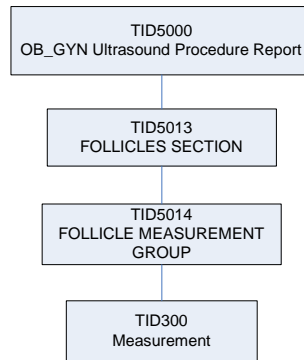 TID5000
OB_GYN Ultrasound Procedure Report
TID5013
FOLLICLES SECTION
TID5014
FOLLICLE MEASUREMENT
GROUP
TID300
Measurement